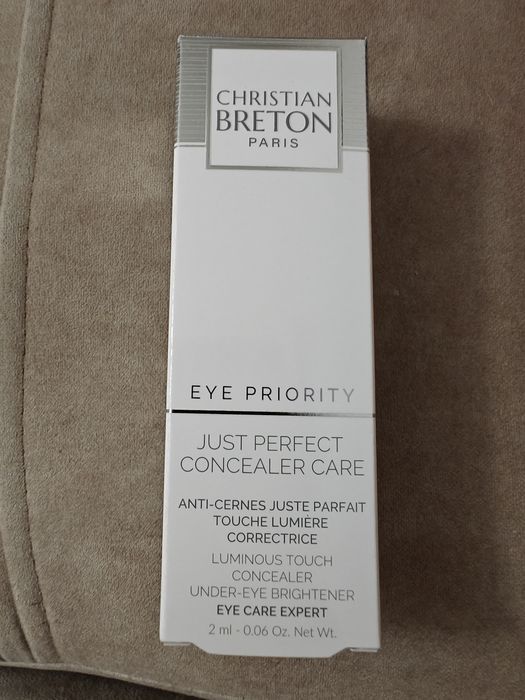 CHRISTIAN
BRETON
PARIS
EYE PRIORITY
JUST PERFECT
CONCEALER CARE
ANTI-CERNES JUSTE PARFAIT
TOUCHE LUMIÈRE
CORRECTRICE
LUMINOUS TOUCH
CONCEALER
UNDER-EYE BRIGHTENER
EYE CARE EXPERT
2 ml - 0.06 Oz. Net Wt.